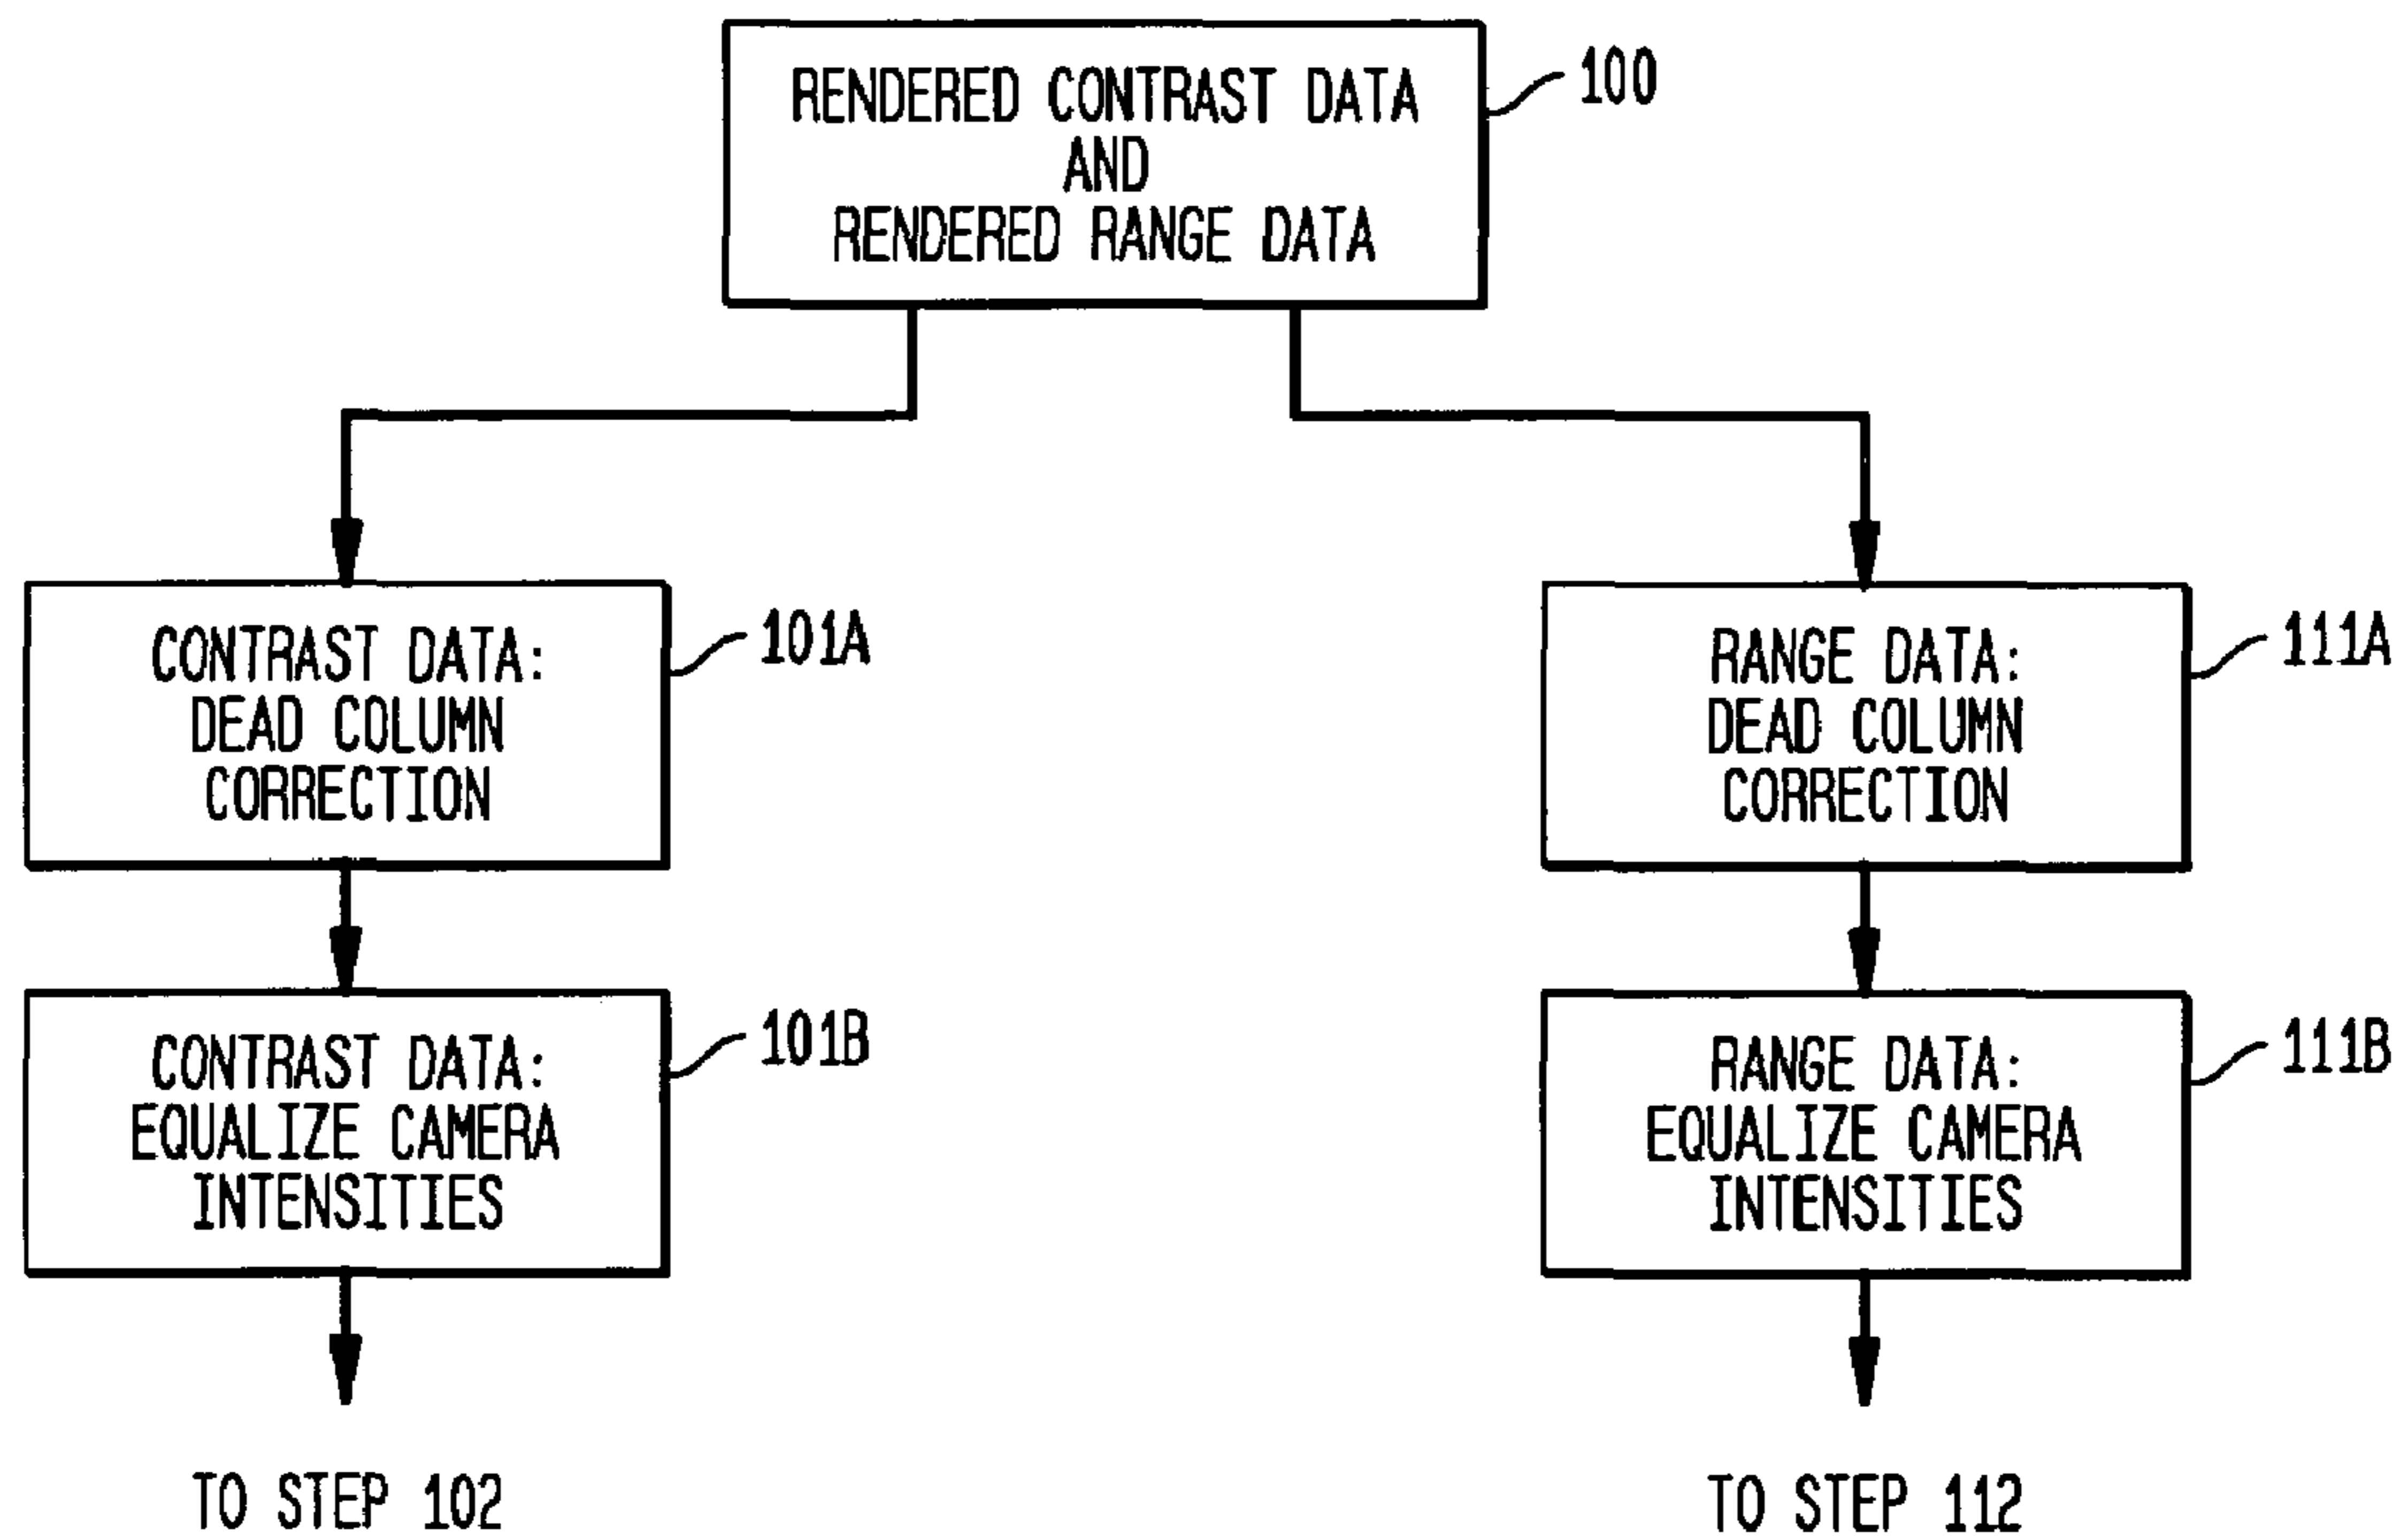 RENDERED CONTRAST DATA
AND
RENDERED RANGE DATA
100
CONTRAST DATA:
DEAD COLUMN
CORRECTION
101A
RANGE DATA:
DEAD COLUMN
CORRECTION
111A
CONTRAST DATA:
EQUALIZE CAMERA
INTENSITIES
101B
RANGE DATA:
EQUALIZE CAMERA
INTENSITIES
111B
TO STEP 102
TO STEP 112